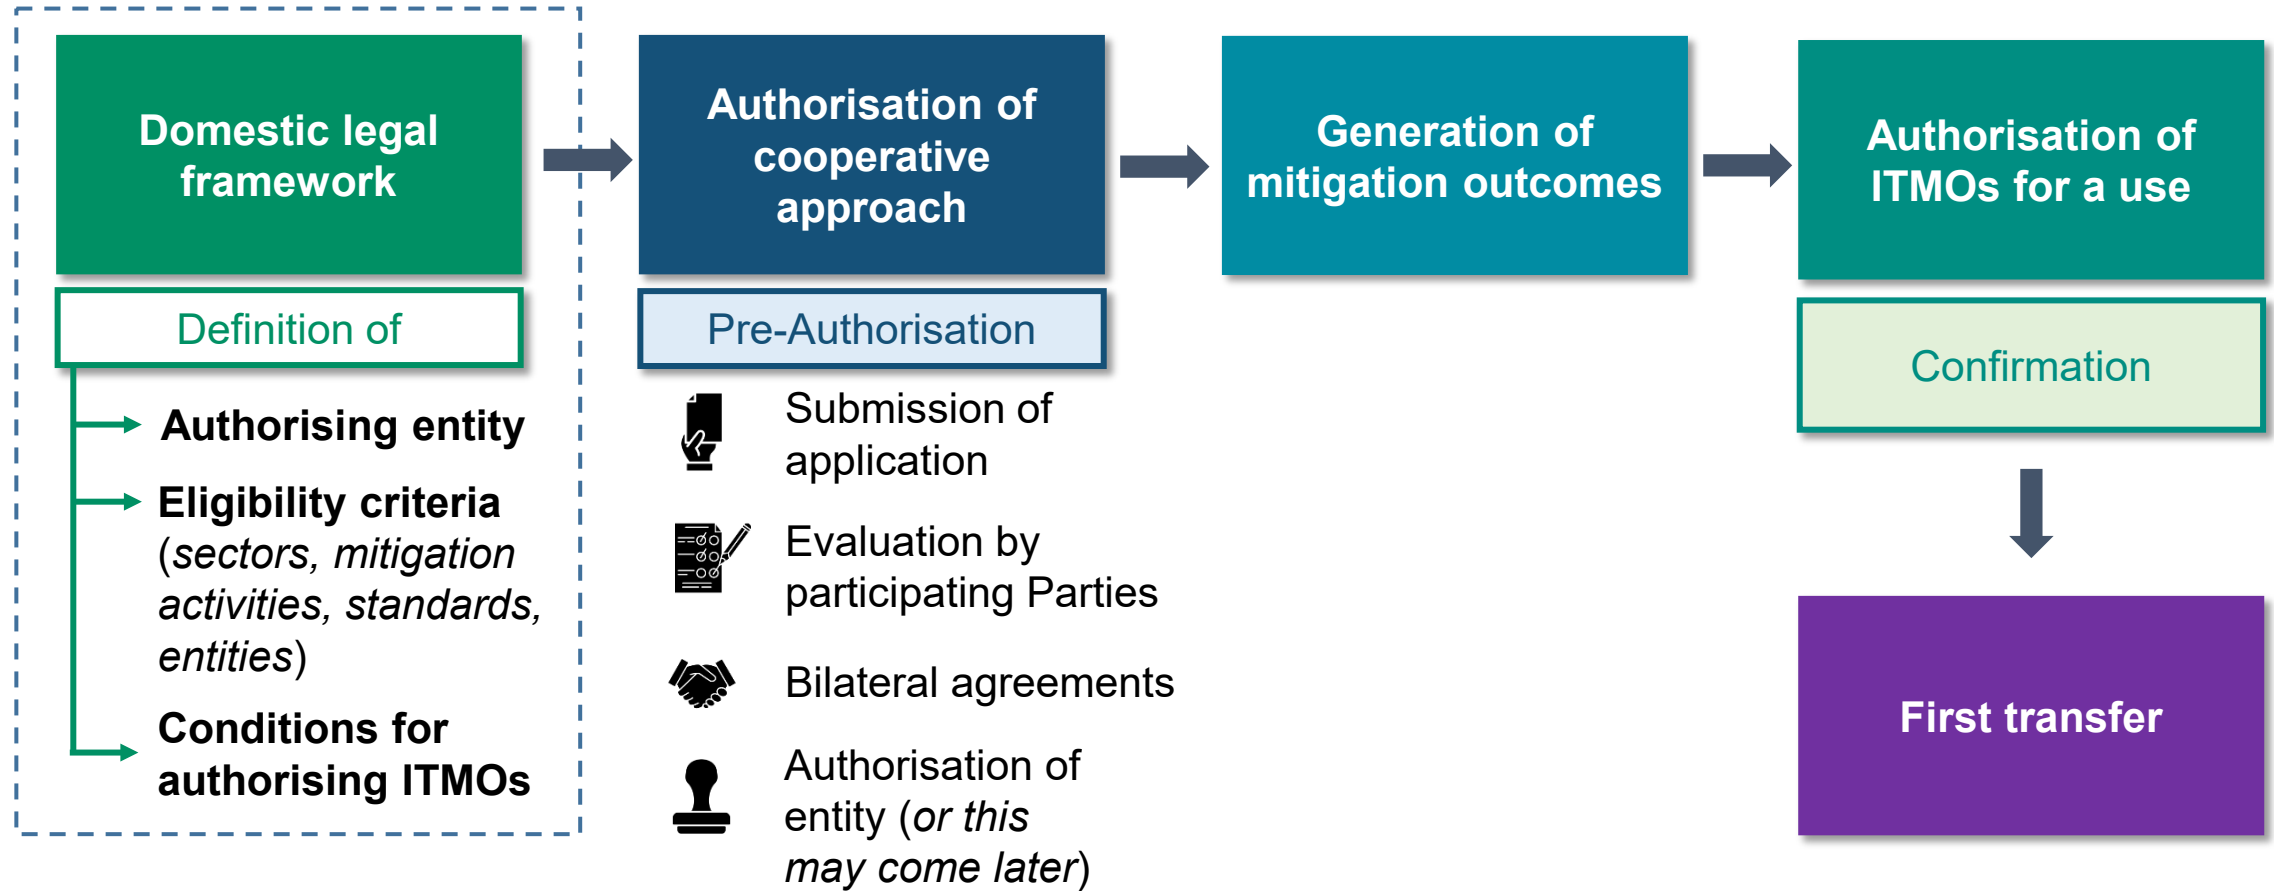 Domestic legal
framework
Definition of
Authorising entity
Eligibility criteria
(sectors, mitigation
activities, standards,
entities)
Conditions for
authorising ITMOs
Authorisation of
cooperative
approach
Pre-Authorisation
Submission of
application
Evaluation by
participating Parties
Bilateral agreements
Authorisation of
entity (or this
may come later)
Generation of
mitigation outcomes
Authorisation of
ITMOs for a use
Confirmation
First transfer